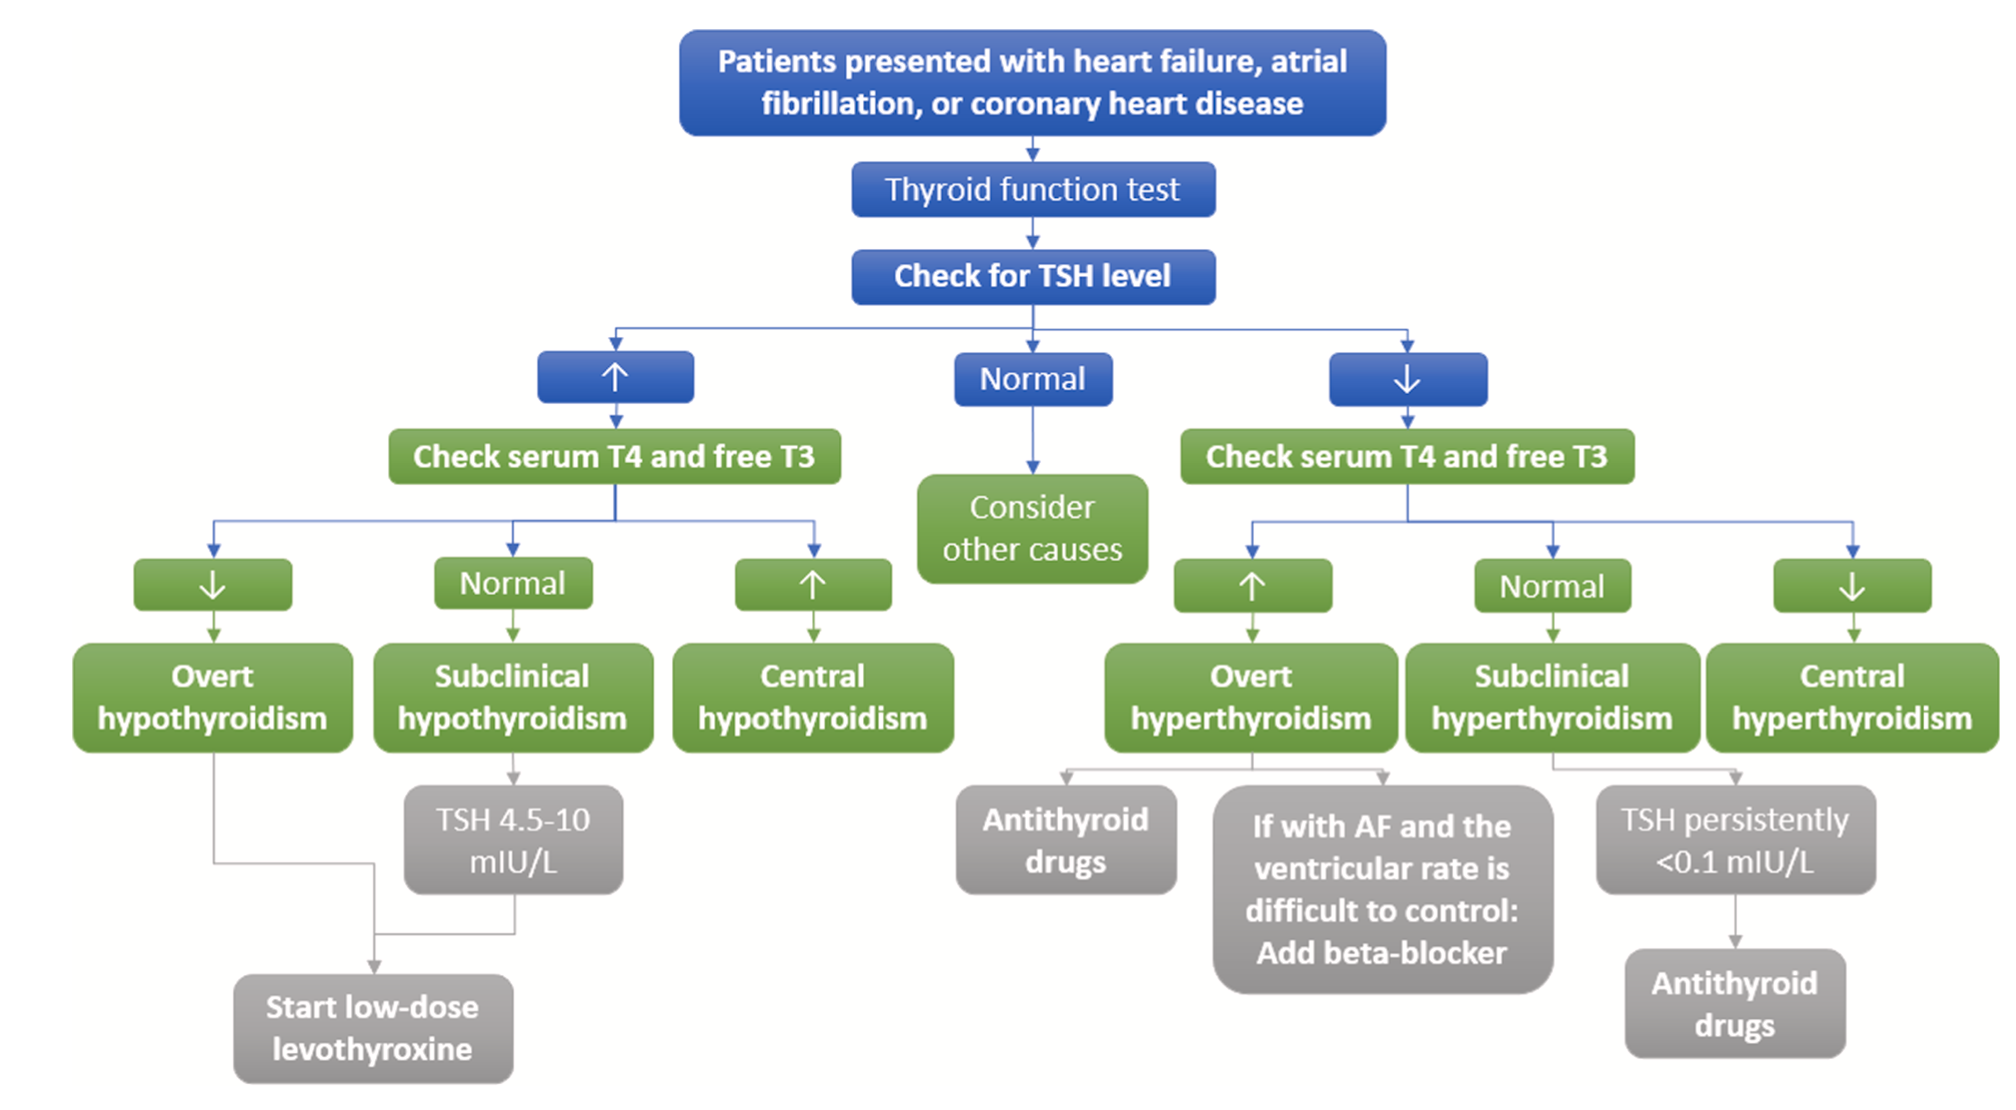 Patients presented with heart failure, atrial
fibrillation, or coronary heart disease
Thyroid function test
Check for TSH level
↑
Normal
↓
Check serum T4 and free T3
Check serum T4 and free T3
Consider
other causes
↓
Normal
↑
↑
Normal
↓
Overt
hypothyroidism
Subclinical
hypothyroidism
Central
hypothyroidism
Overt
hyperthyroidism
Subclinical
hyperthyroidism
Central
hyperthyroidism
TSH 4.5-10
mIU/L
Antithyroid
drugs
If with AF and the
ventricular rate is
difficult to control:
Add beta-blocker
TSH persistently
<0.1 mIU/L
Start low-dose
levothyroxine
Antithyroid
drugs